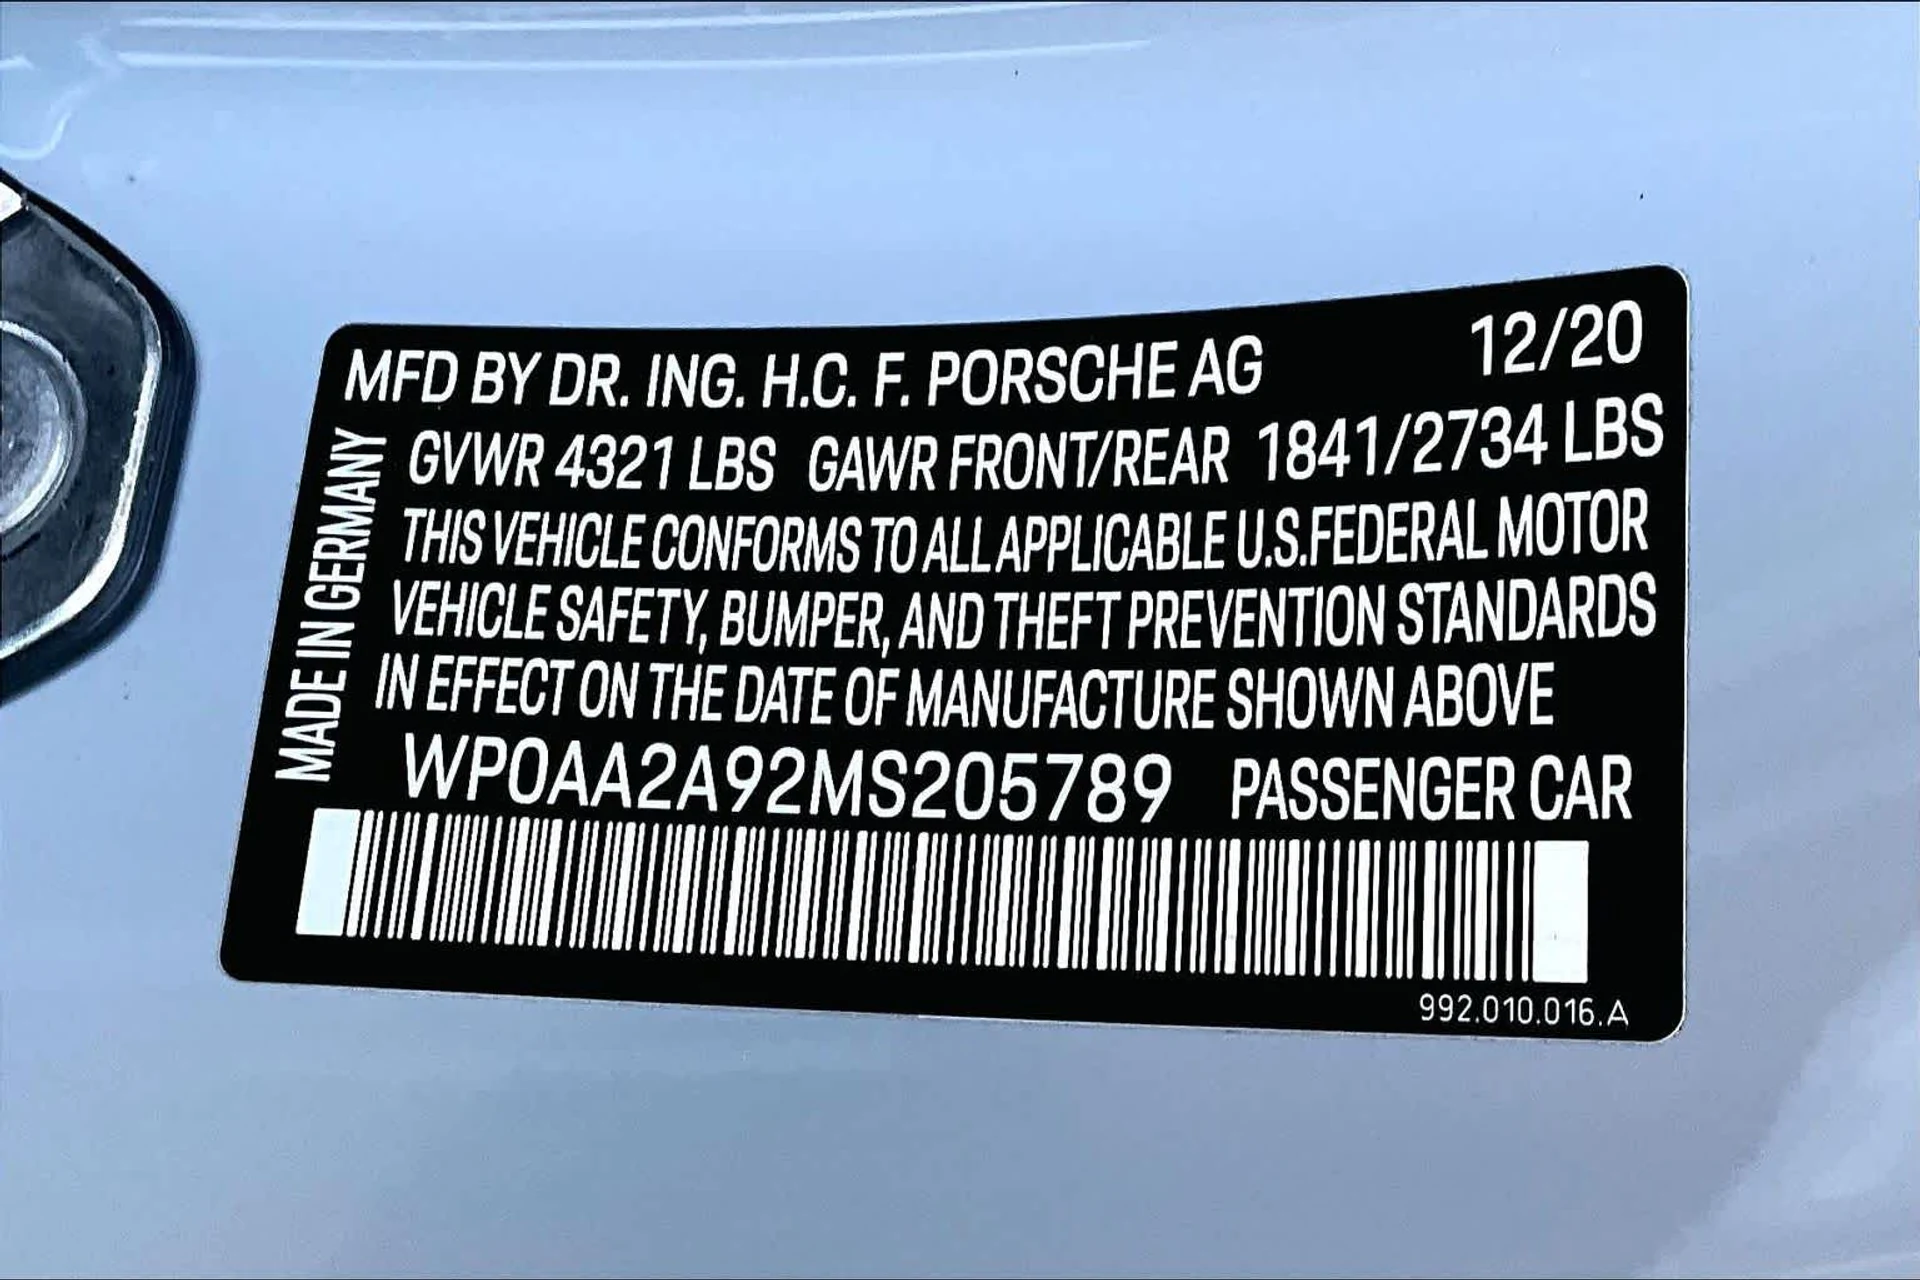 MFD BY DR. ING. H.C. F. PORSCHE AG 12/20
GVWR 4321 LBS GAWR FRONT/REAR 1841/2734 LBS
THIS VEHICLE CONFORMS TO ALL APPLICABLE U.S.FEDERAL MOTOR
VEHICLE SAFETY, BUMPER, AND THEFT PREVENTION STANDARDS
IN EFFECT ON THE DATE OF MANUFACTURE SHOWN ABOVE
WP0AA2A92MS205789 PASSENGER CAR
MADE IN GERMANY
992.010.016.A